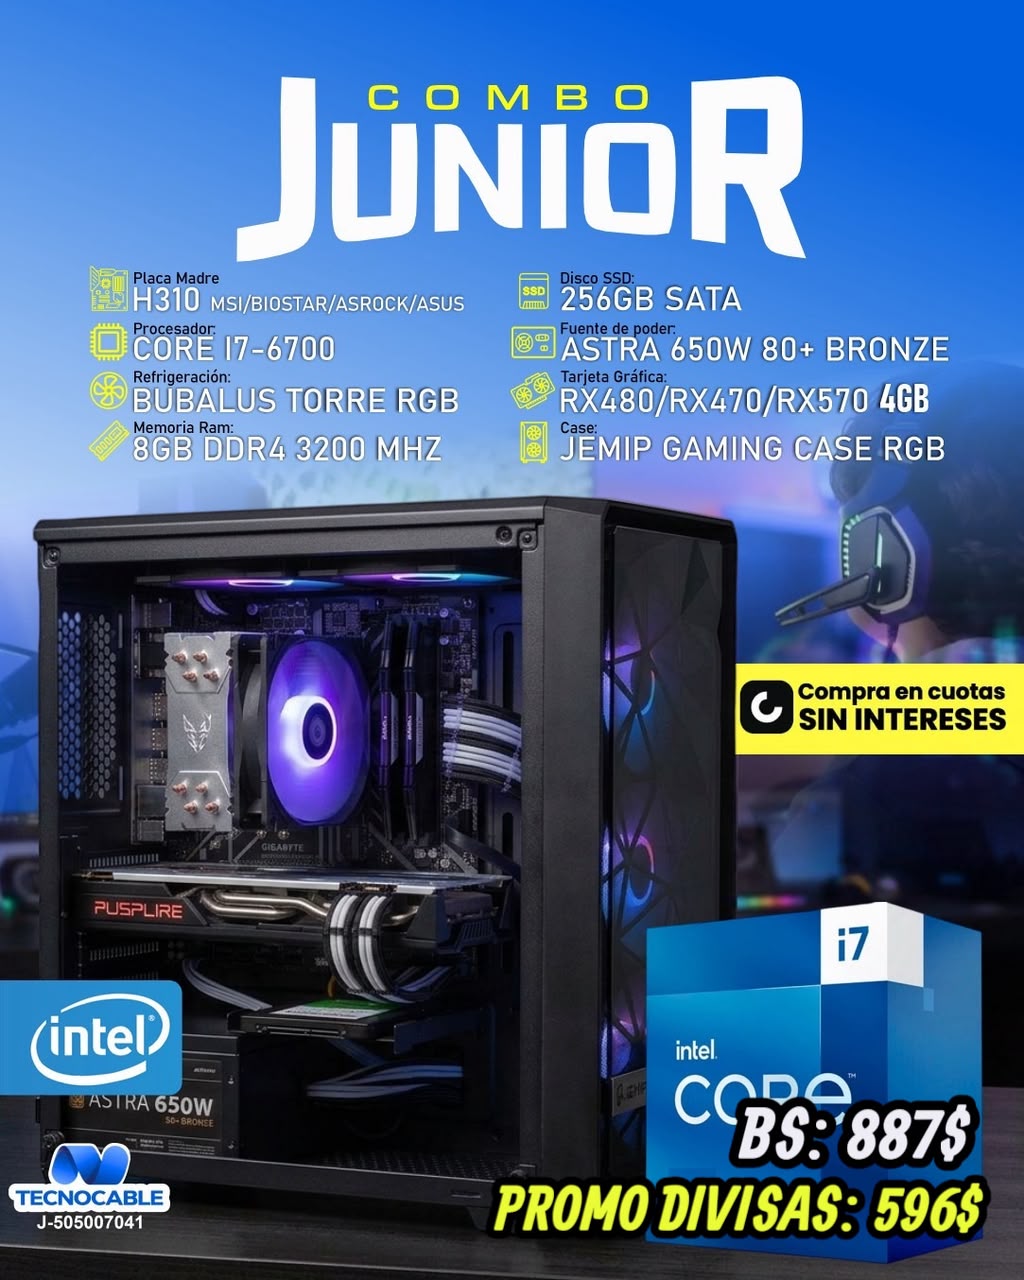 COMBO
JUNIOR
Placa Madre
H310 MSI/BIOSTAR/ASROCK/ASUS
Procesador:
CORE I7-6700
Refrigeración:
BUBALUS TORRE RGB
Memoria Ram:
8GB DDR4 3200 MHZ
Disco SSD:
SSD
256GB SATA
Fuente de poder:
ASTRA 650W 80+ BRONZE
Tarjeta Gráfica:
RX480/RX470/RX570 4GB
Case:
JEMIP GAMING CASE RGB
Compra en cuotas
SIN INTERESES
GIGABYTE
PUSPLIRE
i7
intel
intel.
CORE™
ASTRA 650W
BRONZE
BS: 887$
PROMO DIVISAS: 596$
TECNOCABLE
J-505007041